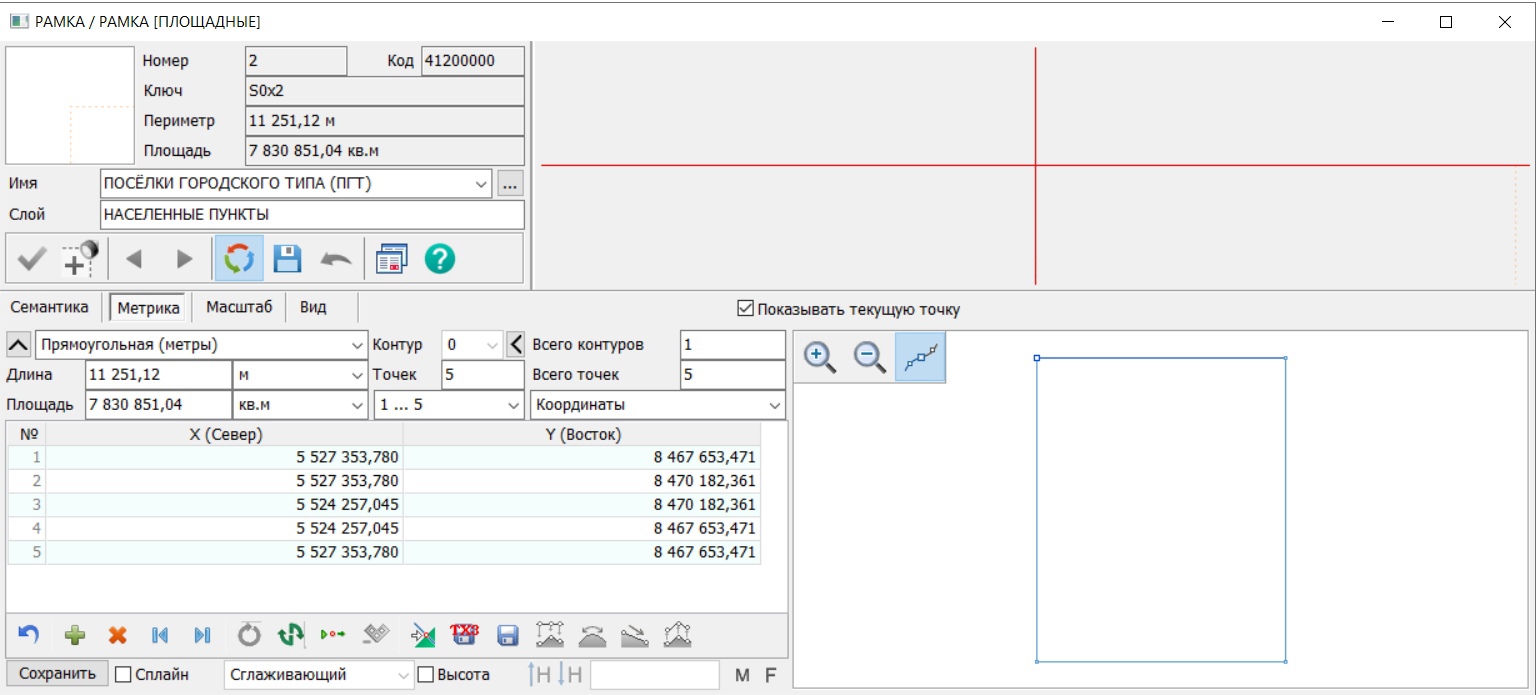 РАМКА / РАМКА [ПЛОЩАДНЫЕ]
Номер 2 Код 41200000
Ключ S0x2
Периметр 11 251,12 м
Площадь 7 830 851,04 кв.м
Имя ПОСЁЛКИ ГОРОДСКОГО ТИПА (ПГТ) ...
Слой НАСЕЛЕННЫЕ ПУНКТЫ
?
Семантика Метрика Масштаб Вид Показывать текущую точку
Прямоугольная (метры) Контур 0 Всего контуров 1
Длина 11 251,12 м Точек 5 Всего точек 5
Площадь 7 830 851,04 кв.м 1 ... 5 Координаты
№ X (Север) Y (Восток)
1 5 527 353,780 8 467 653,471
2 5 527 353,780 8 470 182,361
3 5 524 257,045 8 470 182,361
4 5 524 257,045 8 467 653,471
5 5 527 353,780 8 467 653,471
TX3
Сохранить Сплайн Сглаживающий Высота H H M F